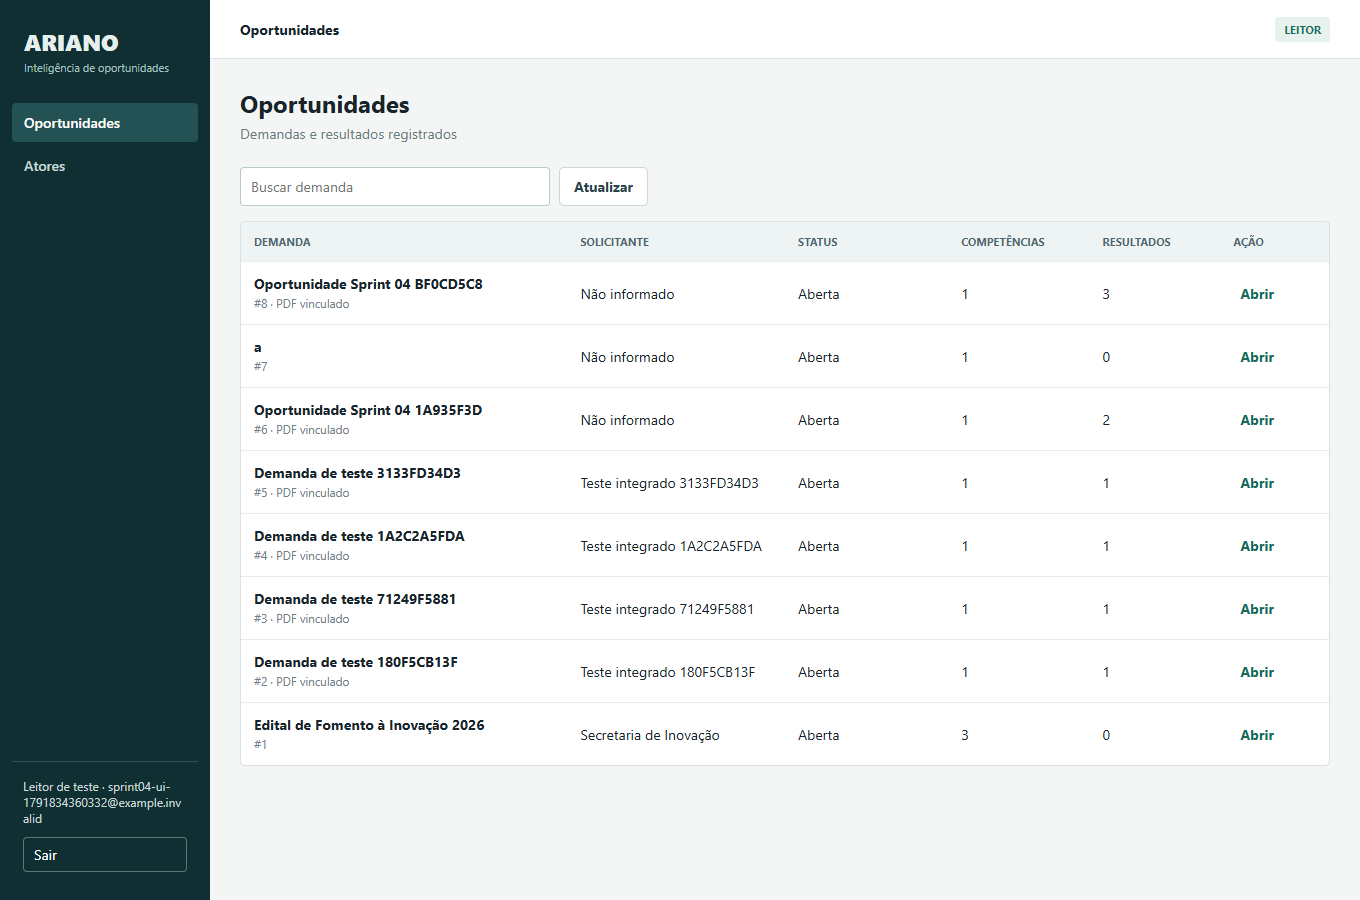 ARIANO
Inteligência de oportunidades
Oportunidades
Atores
Leitor de teste · sprint04-ui-
1791834360332@example.inv
alid
Sair
Oportunidades
LEITOR
Oportunidades
Demandas e resultados registrados
Buscar demanda
Atualizar
DEMANDA SOLICITANTE STATUS COMPETÊNCIAS RESULTADOS AÇÃO
Oportunidade Sprint 04 BF0CD5C8
#8 · PDF vinculado
Não informado Aberta 1 3 Abrir
a
#7
Não informado Aberta 1 0 Abrir
Oportunidade Sprint 04 1A935F3D
#6 · PDF vinculado
Não informado Aberta 1 2 Abrir
Demanda de teste 3133FD34D3
#5 · PDF vinculado
Teste integrado 3133FD34D3 Aberta 1 1 Abrir
Demanda de teste 1A2C2A5FDA
#4 · PDF vinculado
Teste integrado 1A2C2A5FDA Aberta 1 1 Abrir
Demanda de teste 71249F5881
#3 · PDF vinculado
Teste integrado 71249F5881 Aberta 1 1 Abrir
Demanda de teste 180F5CB13F
#2 · PDF vinculado
Teste integrado 180F5CB13F Aberta 1 1 Abrir
Edital de Fomento à Inovação 2026
#1
Secretaria de Inovação Aberta 3 0 Abrir